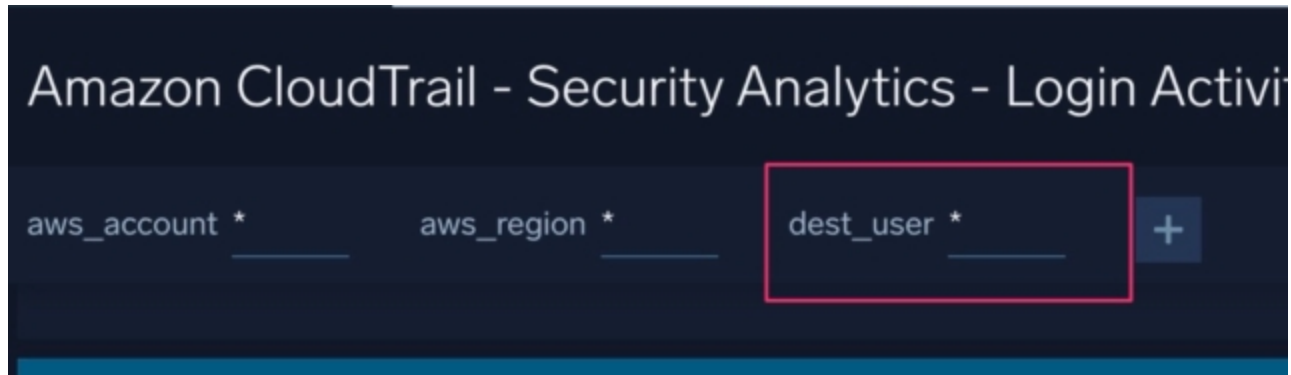 Amazon CloudTrail - Security Analytics - Login Activi
aws_account * aws_region * dest_user * +